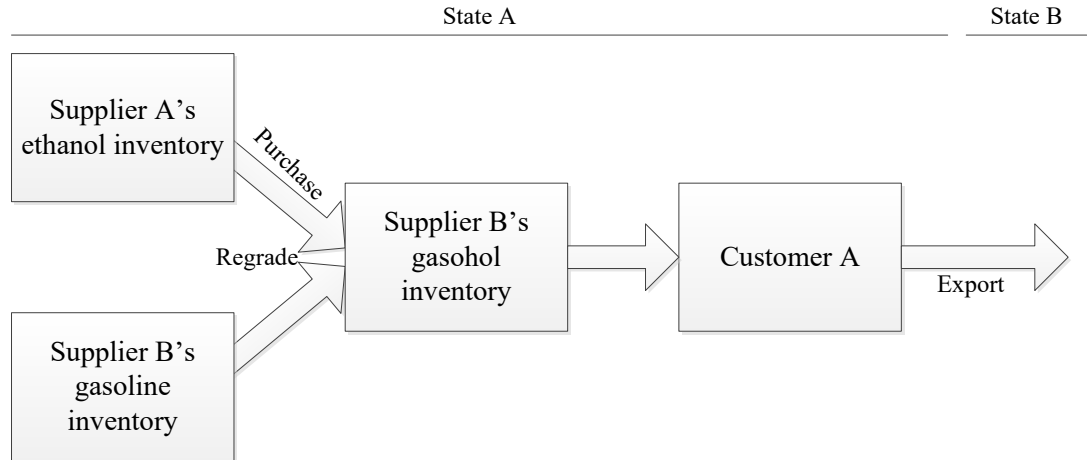 State A
State B
Supplier A’s
ethanol inventory
Purchase
Regrade
Supplier B’s
gasohol
inventory
Customer A
Export
Supplier B’s
gasoline
inventory